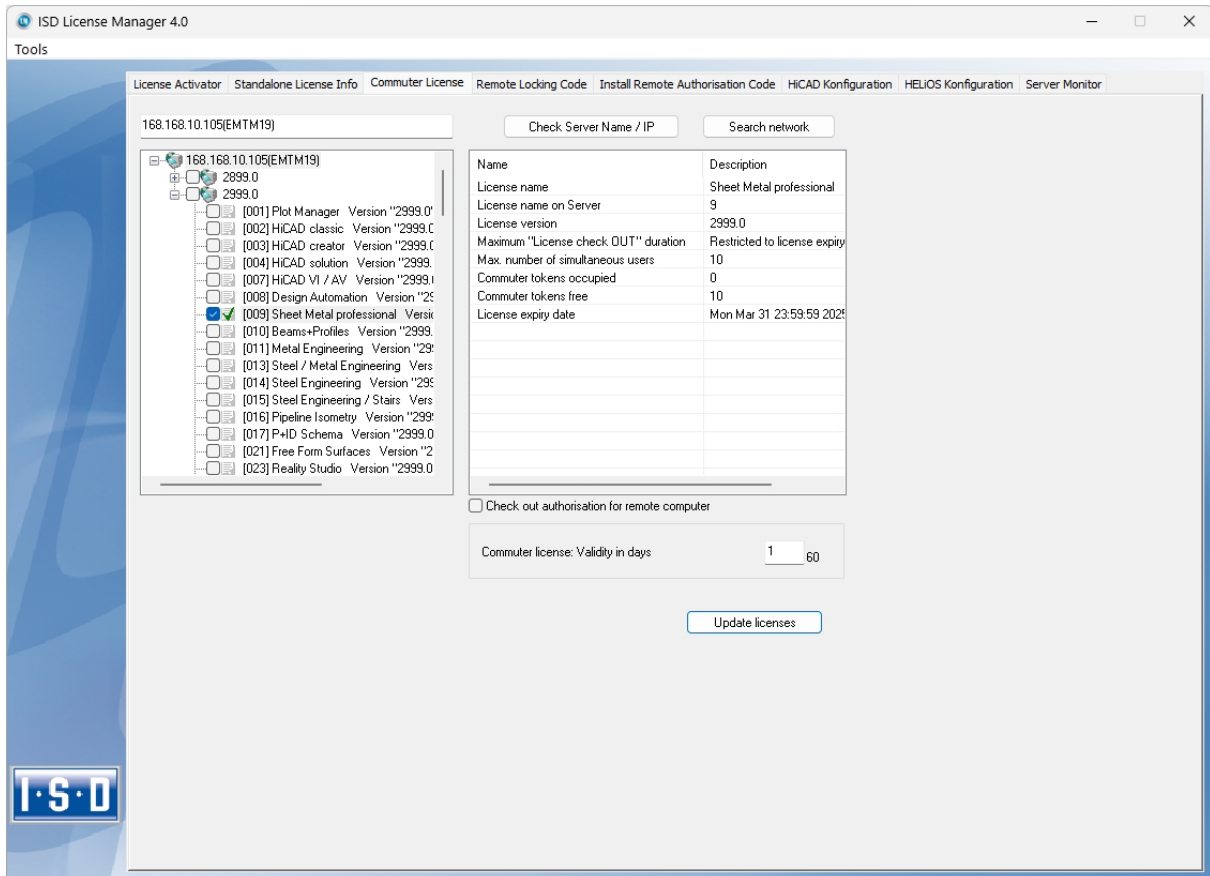 ISD License Manager 4.0
Tools
License Activator Standalone License Info Commuter License Remote Locking Code Install Remote Authorisation Code HiCAD Konfiguration HELiOS Konfiguration Server Monitor
168.168.10.105(EMTM19) Check Server Name / IP Search network
168.168.10.105(EMTM19)
2899.0
2999.0
[001] Plot Manager Version "2999.0"
[002] HiCAD classic Version "2999.0
[003] HiCAD creator Version "2999.0
[004] HiCAD solution Version "2999.
[007] HiCAD VI / AV Version "2999.
[008] Design Automation Version "29
[009] Sheet Metal professional Versio
[010] Beams+Profiles Version "2999.
[011] Metal Engineering Version "29
[013] Steel / Metal Engineering Vers
[014] Steel Engineering Version "299
[015] Steel Engineering / Stairs Vers
[016] Pipeline Isometry Version "299
[017] P+ID Schema Version "2999.0
[021] Free Form Surfaces Version "2
[023] Reality Studio Version "2999.0
Name Description
License name Sheet Metal professional
License name on Server 9
License version 2999.0
Maximum "License check OUT" duration Restricted to license expiry
Max. number of simultaneous users 10
Commuter tokens occupied 0
Commuter tokens free 10
License expiry date Mon Mar 31 23:59:59 2025
Check out authorisation for remote computer
Commuter license: Validity in days 1 60
Update licenses
I·S·D